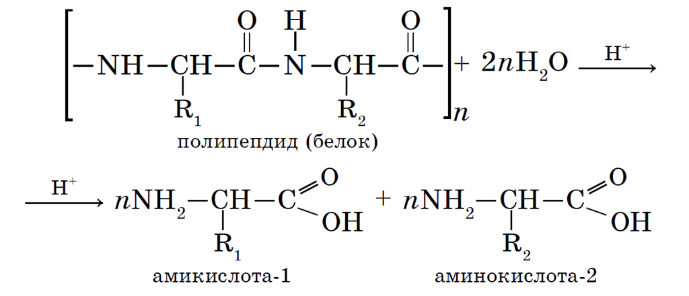 O H O
[—NH—CH—C—N—CH—C—]n + 2nH₂O H⁺
R₁ R₂
полипепдид (белок)
H⁺ nNH₂—CH—C O OH + nNH₂—CH—C O OH
R₁ R₂
амикислота-1 аминокислота-2